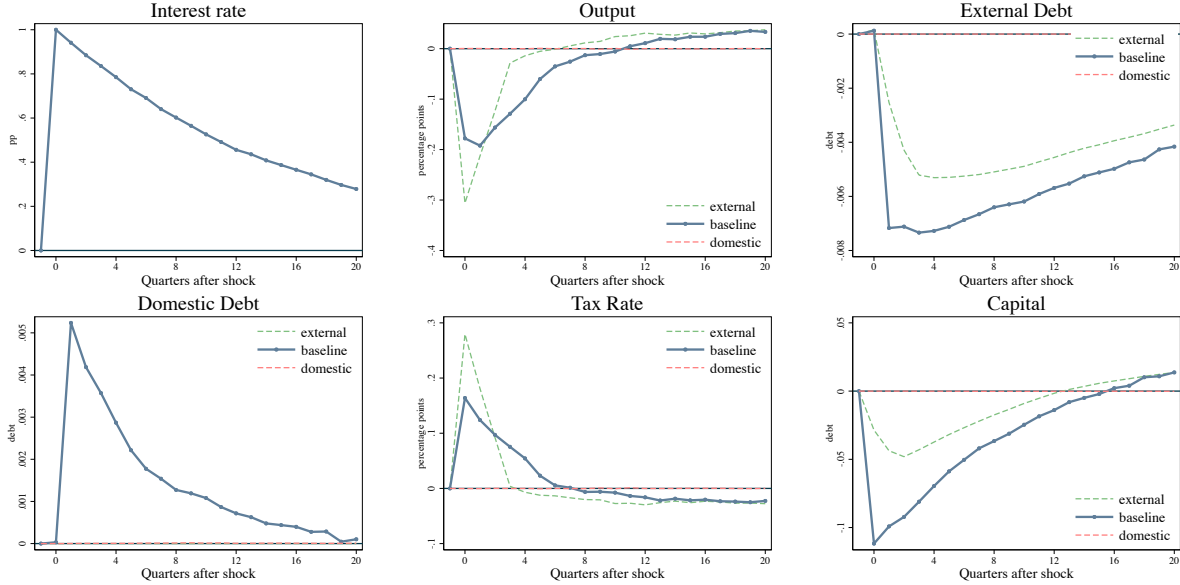 Interest rate
pp
0 .2 .4 .6 .8 1
0 4 8 12 16 20
Quarters after shock
Output
percentage points
-.4 -.3 -.2 -.1 0
external
baseline
domestic
0 4 8 12 16 20
Quarters after shock
External Debt
debt
-.008 -.006 -.004 -.002 0
external
baseline
domestic
0 4 8 12 16 20
Quarters after shock
Domestic Debt
debt
0 .001 .002 .003 .004 .005
external
baseline
domestic
0 4 8 12 16 20
Quarters after shock
Tax Rate
percentage points
-.1 0 .1 .2 .3
external
baseline
domestic
0 4 8 12 16 20
Quarters after shock
Capital
debt
-.1 -.05 0 .05
external
baseline
domestic
0 4 8 12 16 20
Quarters after shock